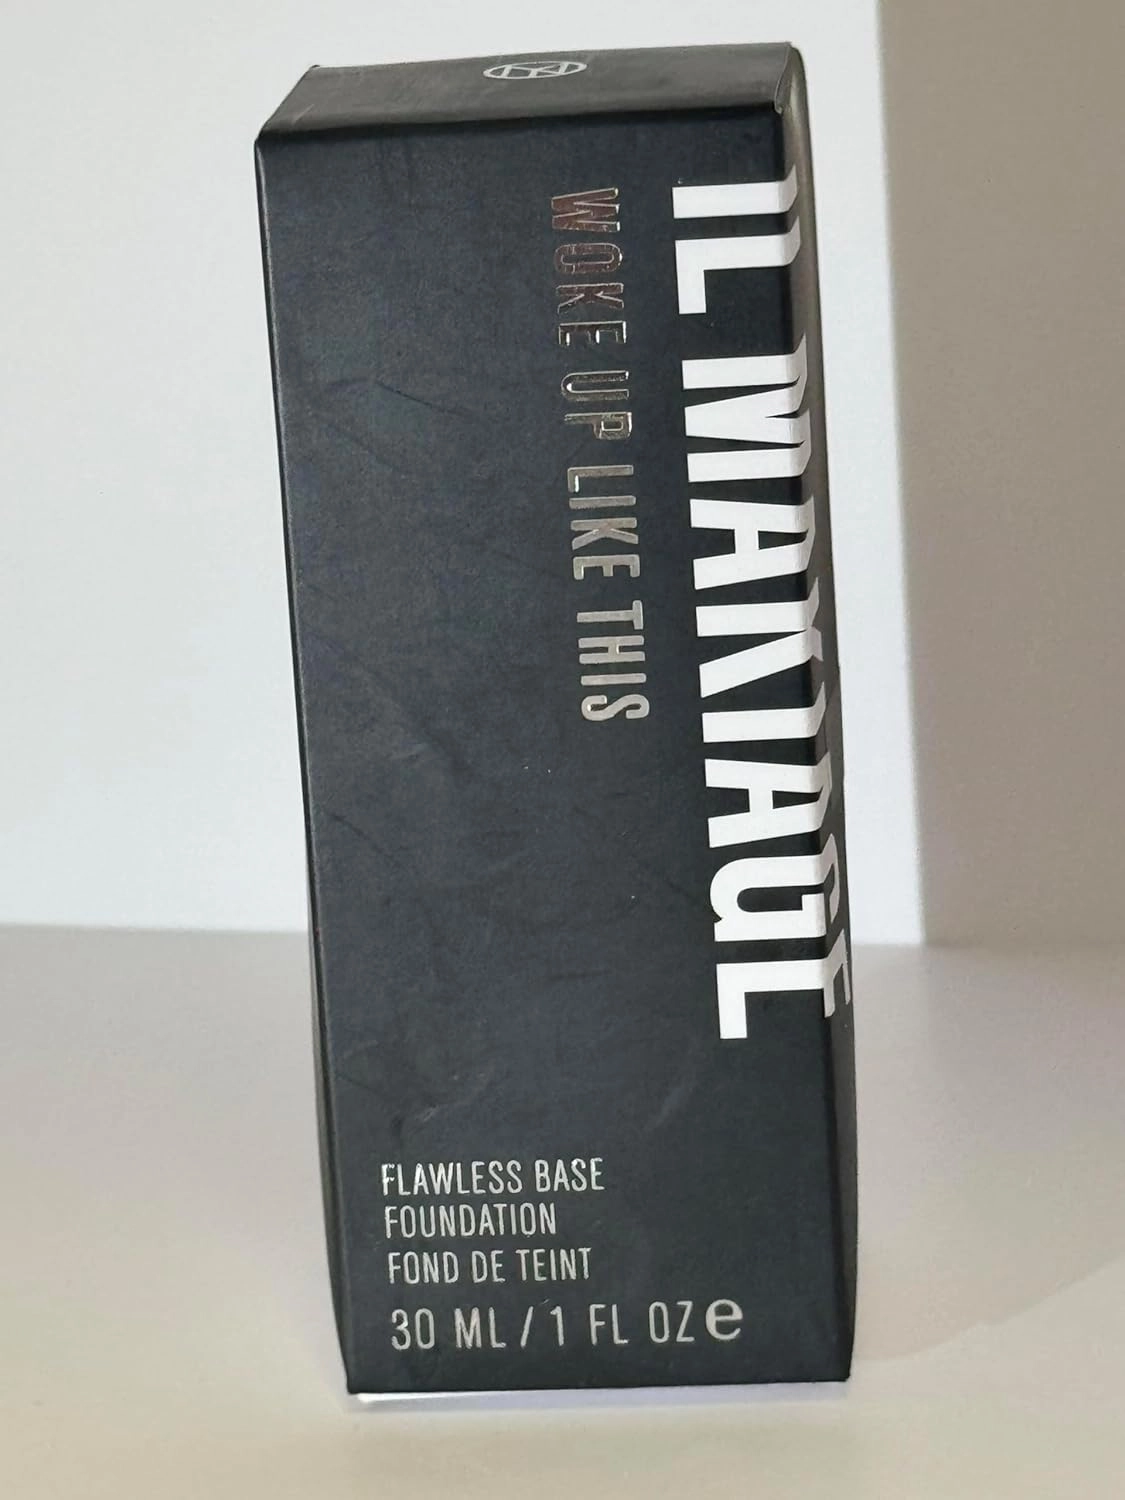 IL MAKIAGE
WOKE UP LIKE THIS
FLAWLESS BASE
FOUNDATION
FOND DE TEINT
30 ML / 1 FL OZ e